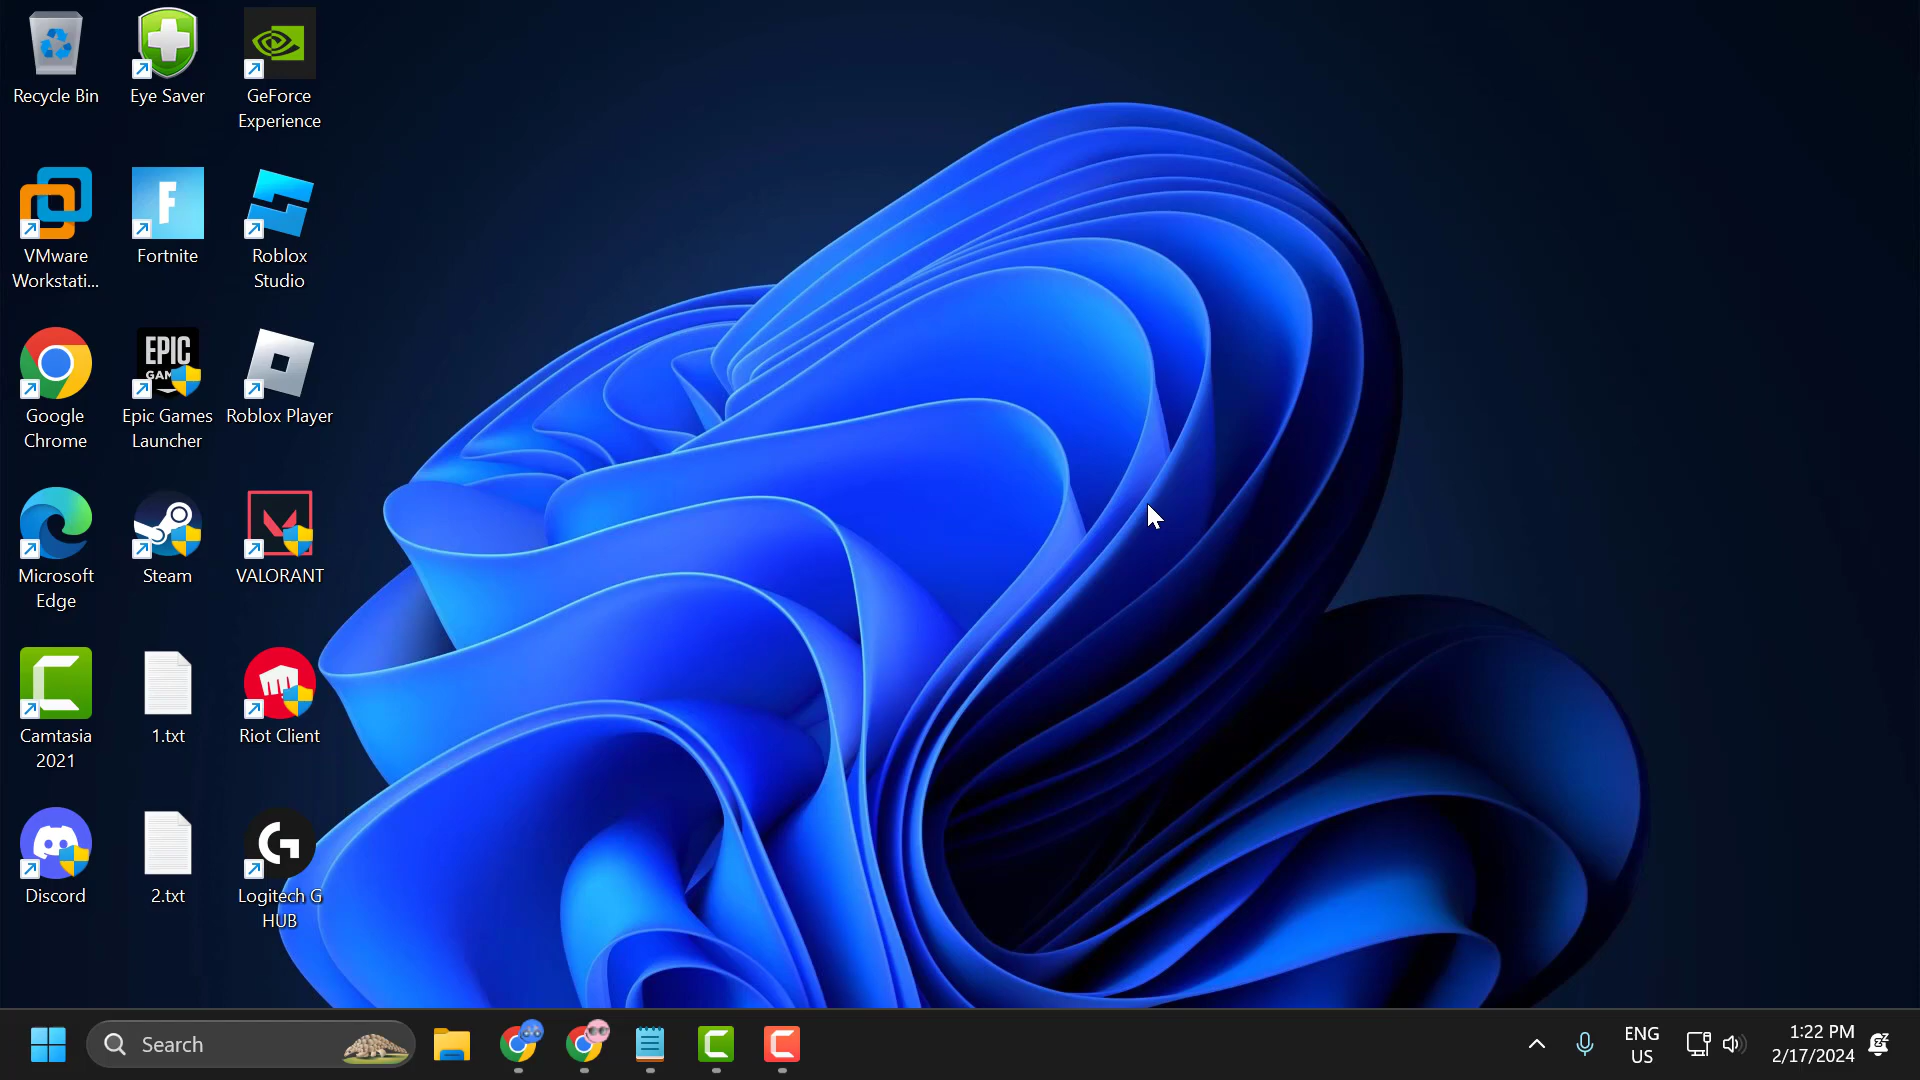 Recycle Bin
Eye Saver
GeForce
Experience
VMware
Workstati...
F
Fortnite
Roblox
Studio
Google
Chrome
EPIC
GAM
Epic Games
Launcher
Roblox Player
Microsoft
Edge
Steam
VALORANT
Camtasia
2021
1.txt
Riot Client
Discord
2.txt
Logitech G
HUB
Search
ENG
US
1:22 PM
2/17/2024